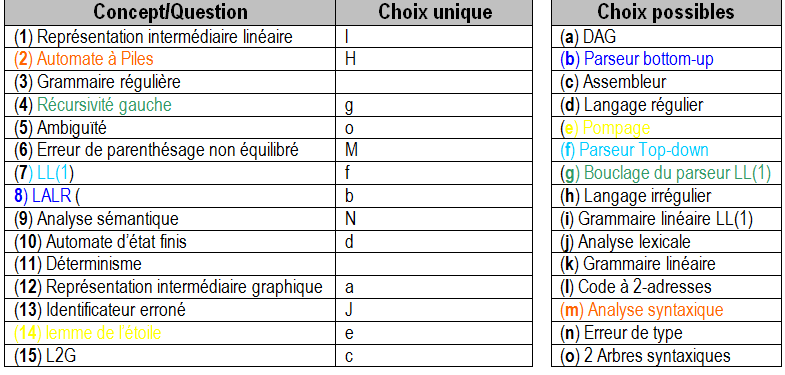 Concept/Question Choix unique Choix possibles
(1) Représentation intermédiaire linéaire l (a) DAG
(2) Automate à Piles H (b) Parseur bottom-up
(3) Grammaire régulière (c) Assembleur
(4) Récursivité gauche g (d) Langage régulier
(5) Ambiguïté o (e) Pompage
(6) Erreur de parenthésage non équilibré M (f) Parseur Top-down
(7) LL(1) f (g) Bouclage du parseur LL(1)
8) LALR ( b (h) Langage irrégulier
(9) Analyse sémantique N (i) Grammaire linéaire LL(1)
(10) Automate d'état finis d (j) Analyse lexicale
(11) Déterminisme (k) Grammaire linéaire
(12) Représentation intermédiaire graphique a (l) Code à 2-adresses
(13) Identificateur erroné J (m) Analyse syntaxique
(14) lemme de l'étoile e (n) Erreur de type
(15) L2G c (o) 2 Arbres syntaxiques